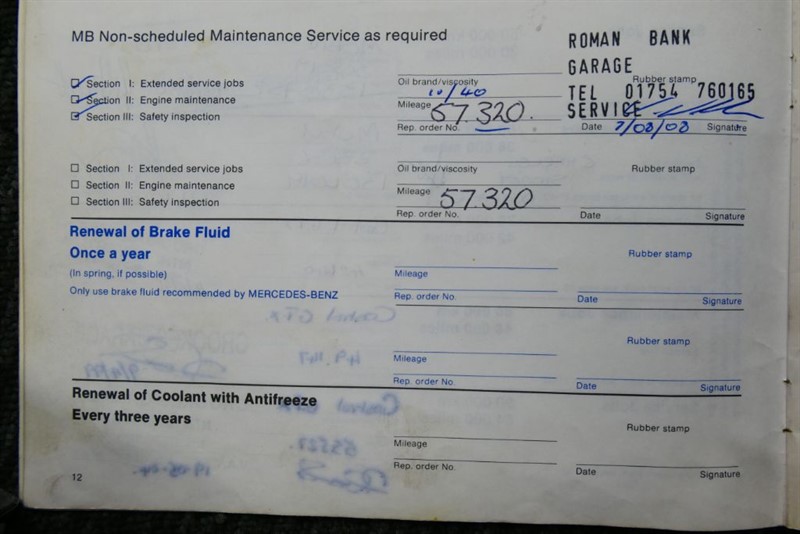 MB Non-scheduled Maintenance Service as required
ROMAN BANK
GARAGE
TEL 01754 760165
SERVICE
Section I: Extended service jobs
Section II: Engine maintenance
Section III: Safety inspection
Oil brand/viscosity
10/40
Mileage
57.320.
Rep. order No.
Rubber stamp
Date 7/08/08 Signature
Section I: Extended service jobs
Section II: Engine maintenance
Section III: Safety inspection
Oil brand/viscosity
Mileage
57320
Rep. order No.
Rubber stamp
Date Signature
Renewal of Brake Fluid
Once a year
(In spring, if possible)
Only use brake fluid recommended by MERCEDES-BENZ
Mileage
Rep. order No.
Rubber stamp
Date Signature
Mileage
Rep. order No.
Rubber stamp
Date Signature
Renewal of Coolant with Antifreeze
Every three years
Mileage
Rep. order No.
Rubber stamp
Date Signature
12